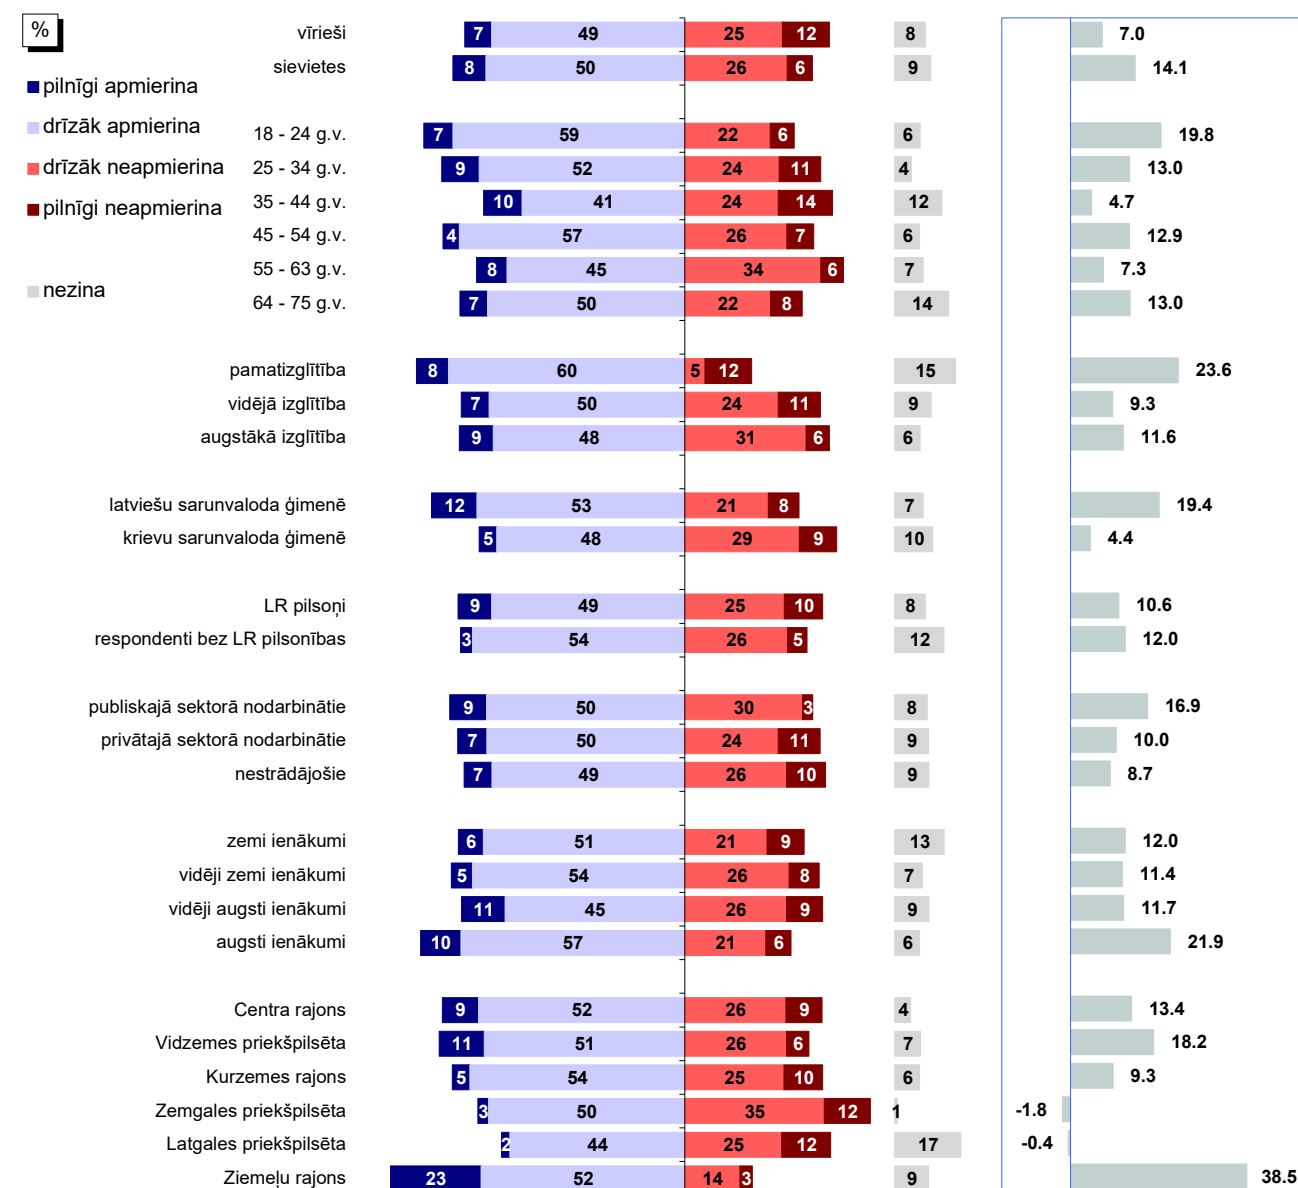 %
pilnīgi apmierina
drīzāk apmierina
drīzāk neapmierina
pilnīgi neapmierina
nezina
vīrieši 7 49 25 12 8 7.0
sievietes 8 50 26 6 9 14.1
18 - 24 g.v. 7 59 22 6 6 19.8
25 - 34 g.v. 9 52 24 11 4 13.0
35 - 44 g.v. 10 41 24 14 12 4.7
45 - 54 g.v. 4 57 26 7 6 12.9
55 - 63 g.v. 8 45 34 6 7 7.3
64 - 75 g.v. 7 50 22 8 14 13.0
pamatizglītība 8 60 5 12 15 23.6
vidējā izglītība 7 50 24 11 9 9.3
augstākā izglītība 9 48 31 6 6 11.6
latviešu sarunvaloda ģimenē 12 53 21 8 7 19.4
krievu sarunvaloda ģimenē 5 48 29 9 10 4.4
LR pilsoņi 9 49 25 10 8 10.6
respondenti bez LR pilsonības 3 54 26 5 12 12.0
publiskajā sektorā nodarbinātie 9 50 30 3 8 16.9
privātajā sektorā nodarbinātie 7 50 24 11 9 10.0
nestrādājošie 7 49 26 10 9 8.7
zemi ienākumi 6 51 21 9 13 12.0
vidēji zemi ienākumi 5 54 26 8 7 11.4
vidēji augsti ienākumi 11 45 26 9 9 11.7
augsti ienākumi 10 57 21 6 6 21.9
Centra rajons 9 52 26 9 4 13.4
Vidzemes priekšpilsēta 11 51 26 6 7 18.2
Kurzemes rajons 5 54 25 10 6 9.3
Zemgales priekšpilsēta 3 50 35 12 1 -1.8
Latgales priekšpilsēta 2 44 25 12 17 -0.4
Ziemeļu rajons 23 52 14 3 9 38.5